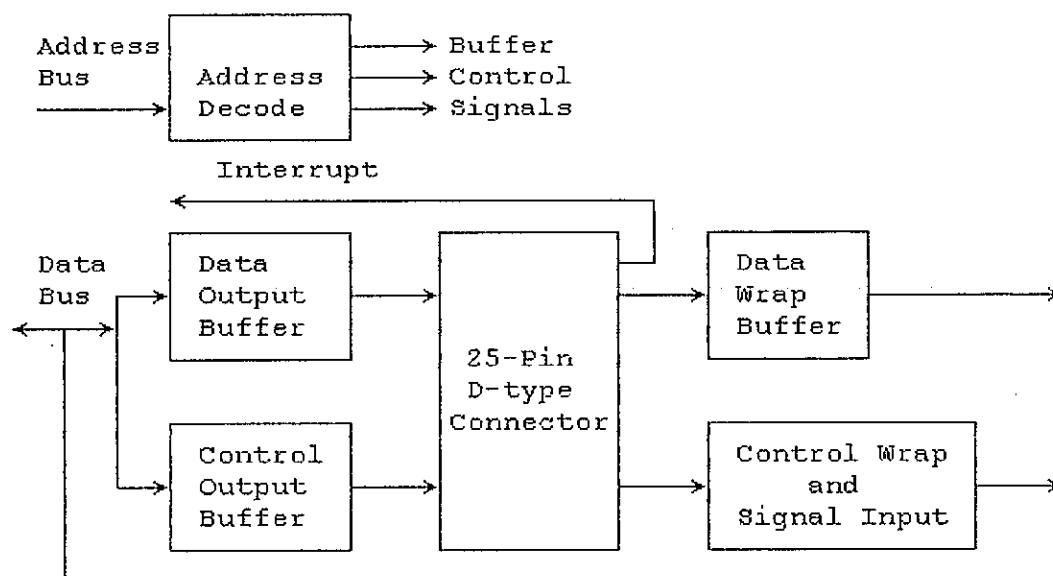 Address
Bus
Address
Decode
Buffer
Control
Signals
Interrupt
Data
Bus
Data
Output
Buffer
25-Pin
D-type
Connector
Data
Wrap
Buffer
Control
Output
Buffer
Control Wrap
and
Signal Input